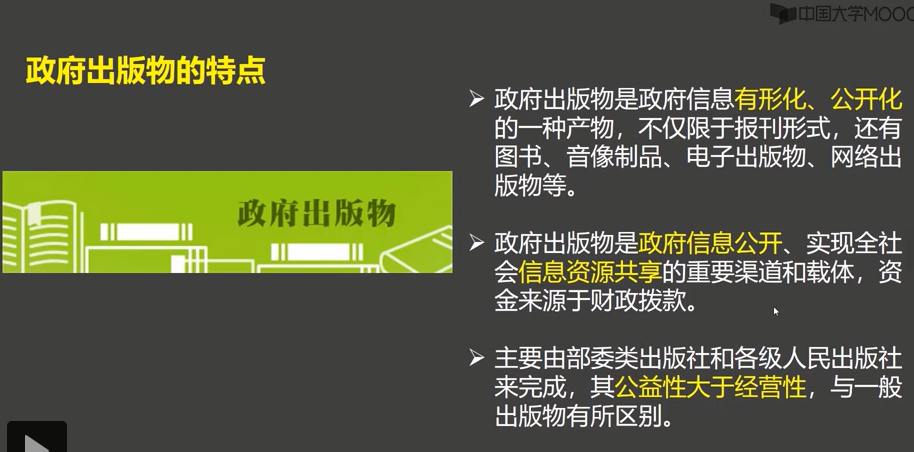 中国大学MOOC
政府出版物的特点
政府出版物是政府信息有形化、公开化
的一种产物，不仅限于报刊形式，还有
图书、音像制品、电子出版物、网络出
版物等。
政府出版物
政府出版物是政府信息公开、实现全社
会信息资源共享的重要渠道和载体，资
金来源于财政拨款。
主要由部委类出版社和各级人民出版社
来完成，其公益性大于经营性，与一般
出版物有所区别。